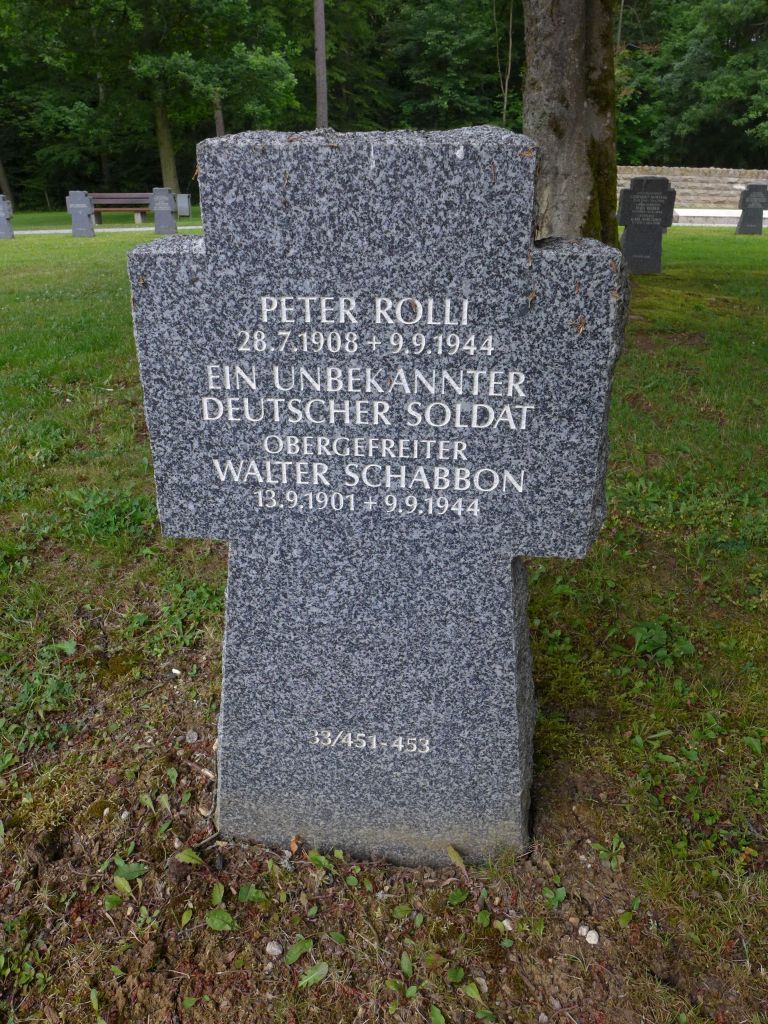 PETER ROLLI
28.7.1908 + 9.9.1944
EIN UNBEKANNTER
DEUTSCHER SOLDAT
OBERGEFREITER
WALTER SCHABBON
13.9.1901 + 9.9.1944
33/451-453